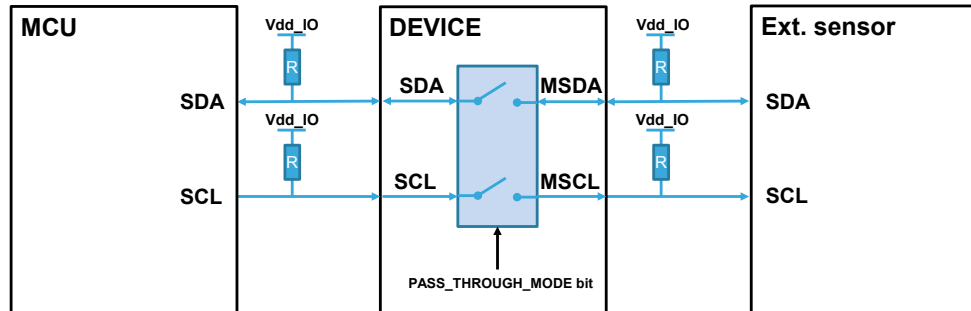 MCU
Vdd_IO
DEVICE
Vdd_IO
Ext. sensor
R
R
SDA
SDA
MSDA
SDA
Vdd_IO
Vdd_IO
R
R
SCL
SCL
MSCL
SCL
PASS_THROUGH_MODE bit